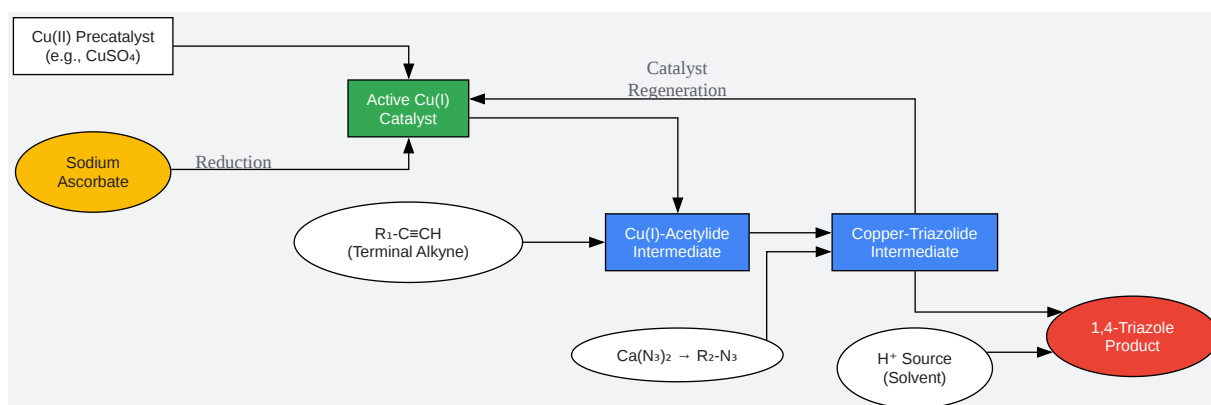 Cu(II) Precatalyst
(e.g., CuSO₄)
Catalyst
Regeneration
Active Cu(I)
Catalyst
Reduction
Sodium
Ascorbate
R₁-C≡CH
(Terminal Alkyne)
Cu(I)-Acetylide
Intermediate
Copper-Triazolide
Intermediate
Ca(N₃)₂ → R₂-N₃
H⁺ Source
(Solvent)
1,4-Triazole
Product